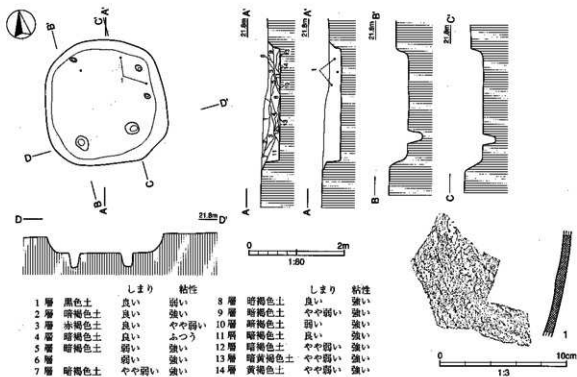 A'
C'
B'
D'
D
C
B
A
21.8m A'
21.8m A'
21.8m B'
21.8m C'
A
A
B
C
D 21.8m D'
0 2m
1:60
しまり 粘性
1 層 黒色土 良い 弱い
2 層 暗褐色土 良い 強い
3 層 赤褐色土 良い やや弱い
4 層 暗褐色土 良い ふつう
5 層 暗褐色土 弱い 強い
6 層 弱い 強い
7 層 暗褐色土 やや弱い 強い
しまり 粘性
8 層 暗褐色土 良い 強い
9 層 暗褐色土 やや弱い 強い
10 層 暗褐色土 弱い 強い
11 層 暗褐色土 良い 強い
12 層 暗褐色土 やや弱い 強い
13 層 暗黄褐色土 やや弱い 強い
14 層 黄褐色土 やや弱い 強い
1
0 10cm
1:3